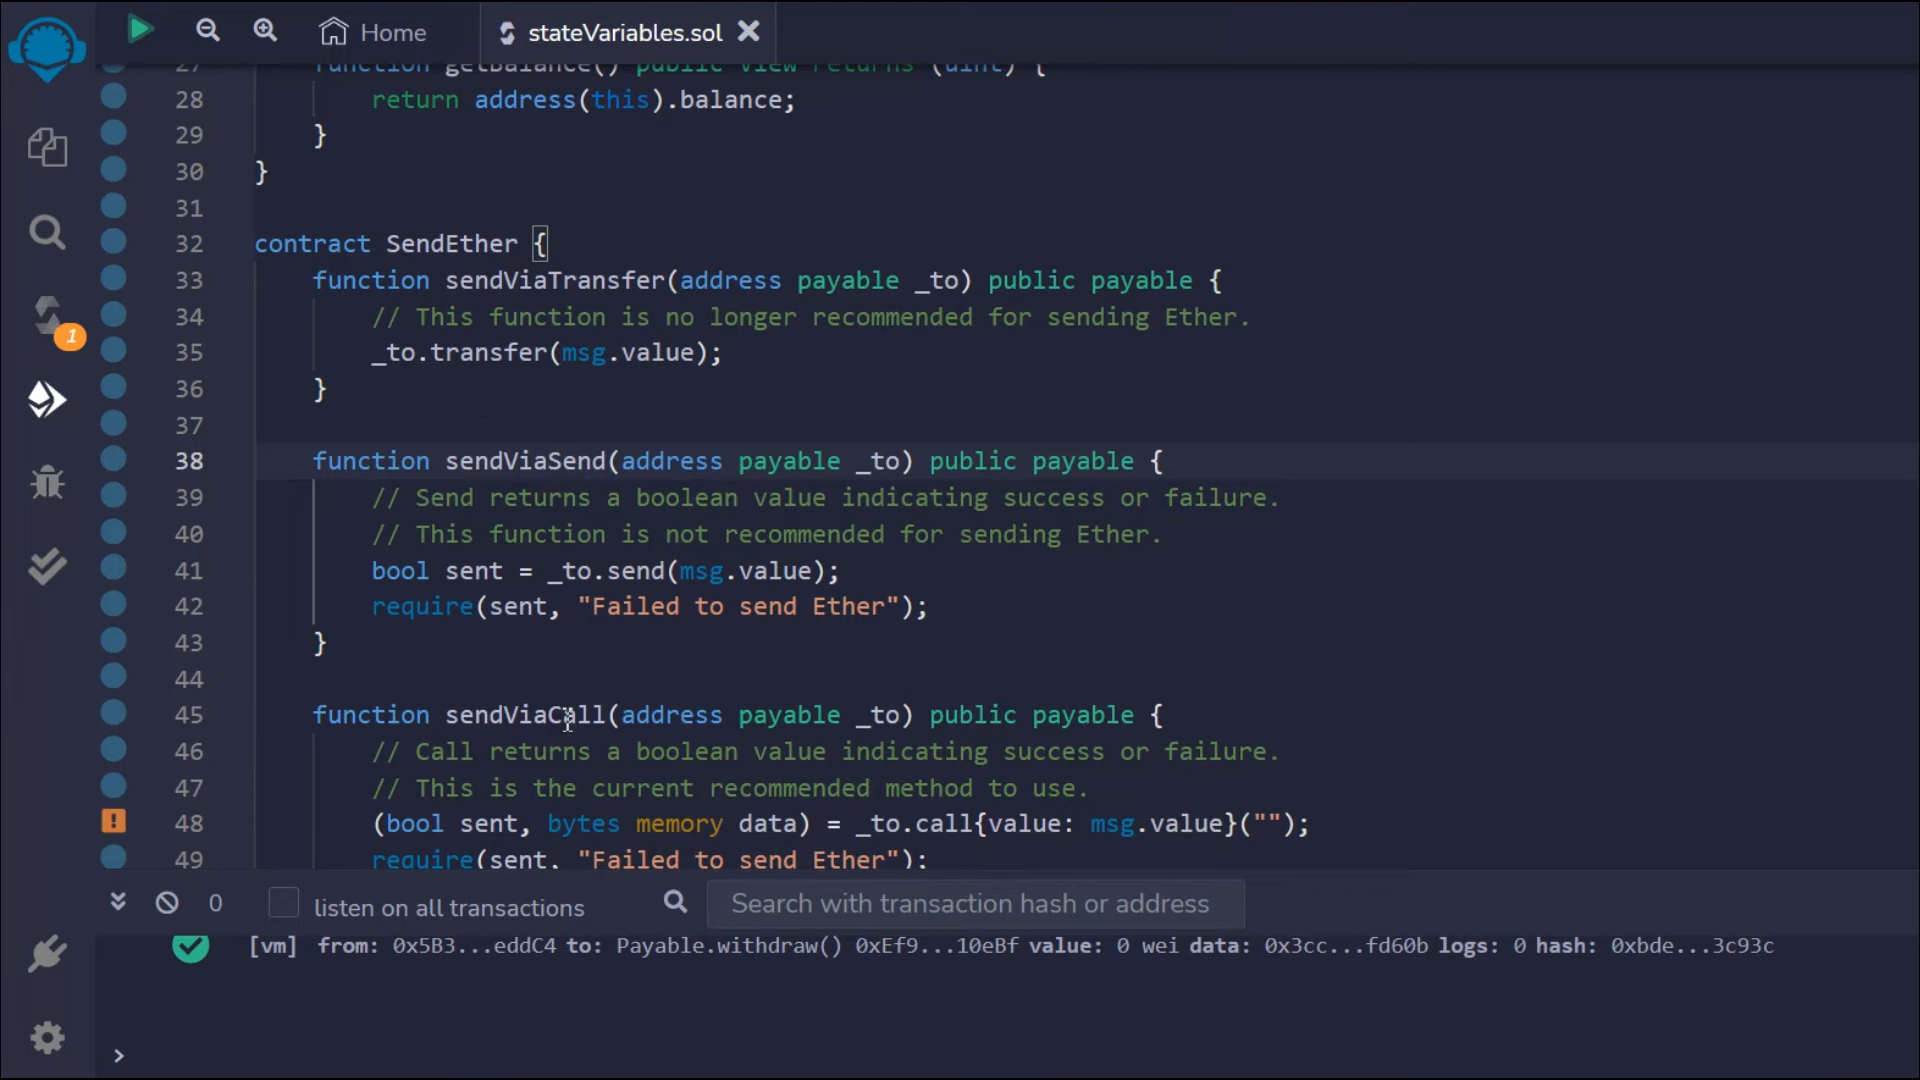 Home
stateVariables.sol
27 function getBalance() public view returns (uint) {
28 return address(this).balance;
29 }
30 }
31
32 contract SendEther {
33 function sendViaTransfer(address payable _to) public payable {
34 // This function is no longer recommended for sending Ether.
35 _to.transfer(msg.value);
36 }
37
38 function sendViaSend(address payable _to) public payable {
39 // Send returns a boolean value indicating success or failure.
40 // This function is not recommended for sending Ether.
41 bool sent = _to.send(msg.value);
42 require(sent, "Failed to send Ether");
43 }
44
45 function sendViaCall(address payable _to) public payable {
46 // Call returns a boolean value indicating success or failure.
47 // This is the current recommended method to use.
48 (bool sent, bytes memory data) = _to.call{value: msg.value}("");
49 require(sent, "Failed to send Ether");
1
0 listen on all transactions
Search with transaction hash or address
[vm] from: 0x5B3...eddC4 to: Payable.withdraw() 0xEf9...10eBf value: 0 wei data: 0x3cc...fd60b logs: 0 hash: 0xbde...3c93c
>